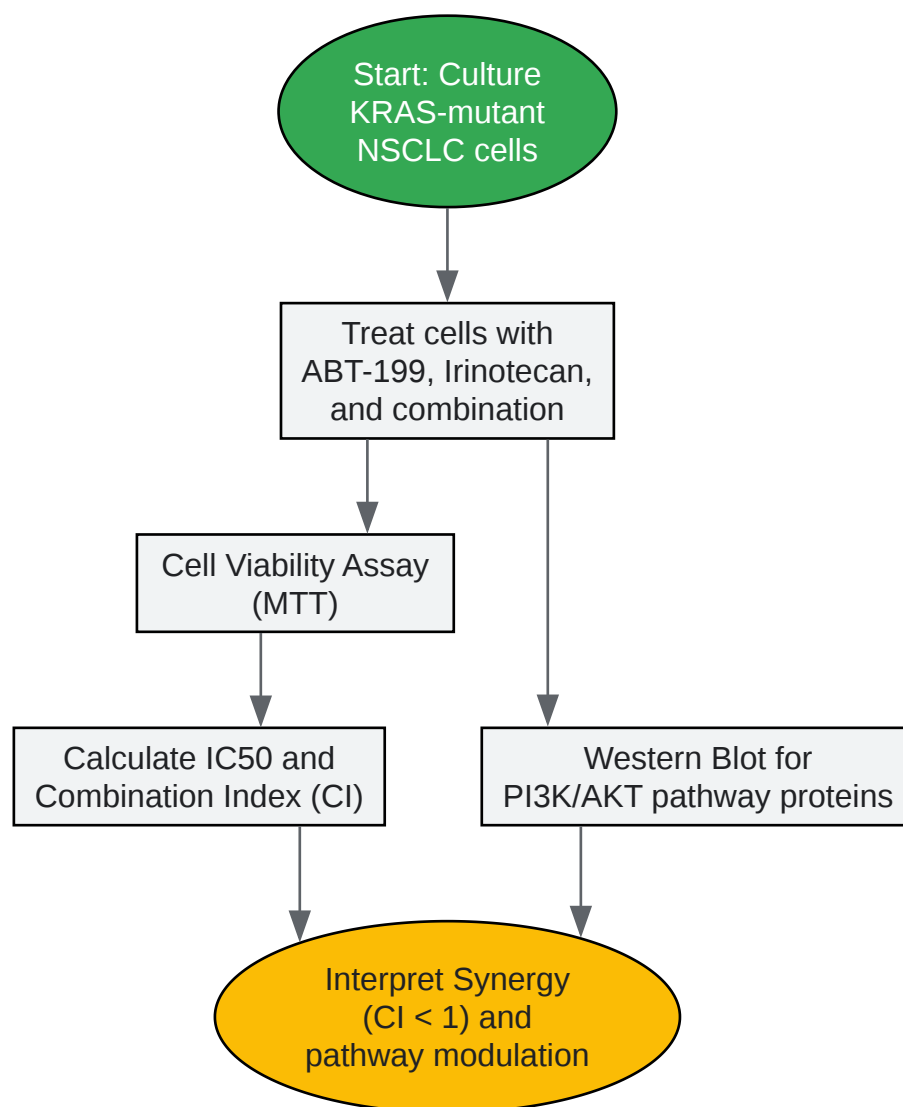 Start: Culture
KRAS-mutant
NSCLC cells
Treat cells with
ABT-199, Irinotecan,
and combination
Cell Viability Assay
(MTT)
Calculate IC50 and
Combination Index (CI)
Western Blot for
PI3K/AKT pathway proteins
Interpret Synergy
(CI < 1) and
pathway modulation